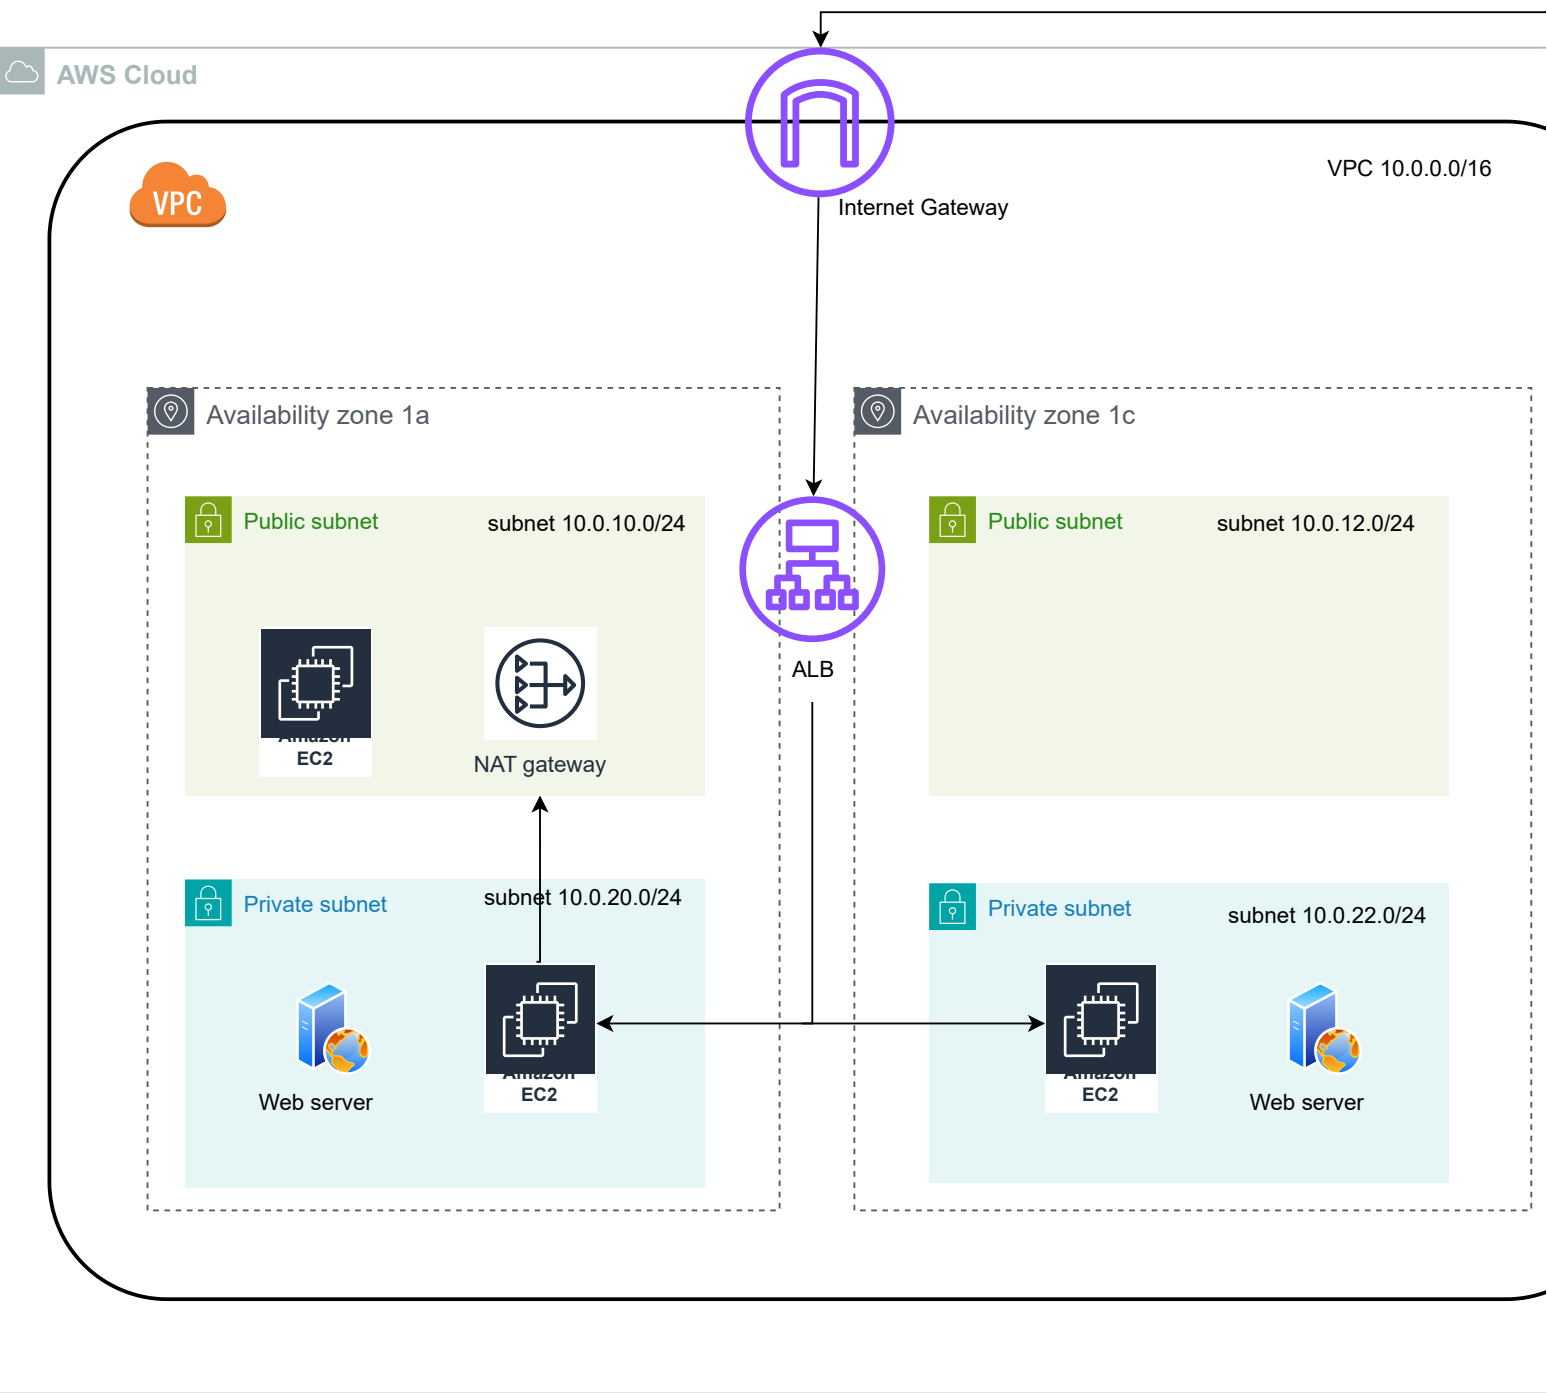 AWS Cloud
VPC
VPC 10.0.0.0/16
Internet Gateway
Availability zone 1a
Availability zone 1c
Public subnet
subnet 10.0.10.0/24
Public subnet
subnet 10.0.12.0/24
ALB
Amazon
EC2
NAT gateway
Private subnet
subnet 10.0.20.0/24
Private subnet
subnet 10.0.22.0/24
Web server
Amazon
EC2
Amazon
EC2
Web server